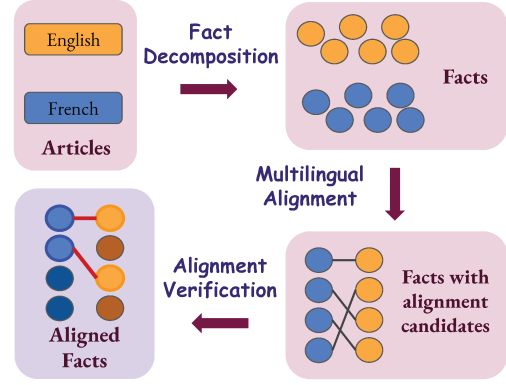 English
French
Articles
Fact
Decomposition
Facts
Multilingual
Alignment
Facts with
alignment
candidates
Alignment
Verification
Aligned
Facts